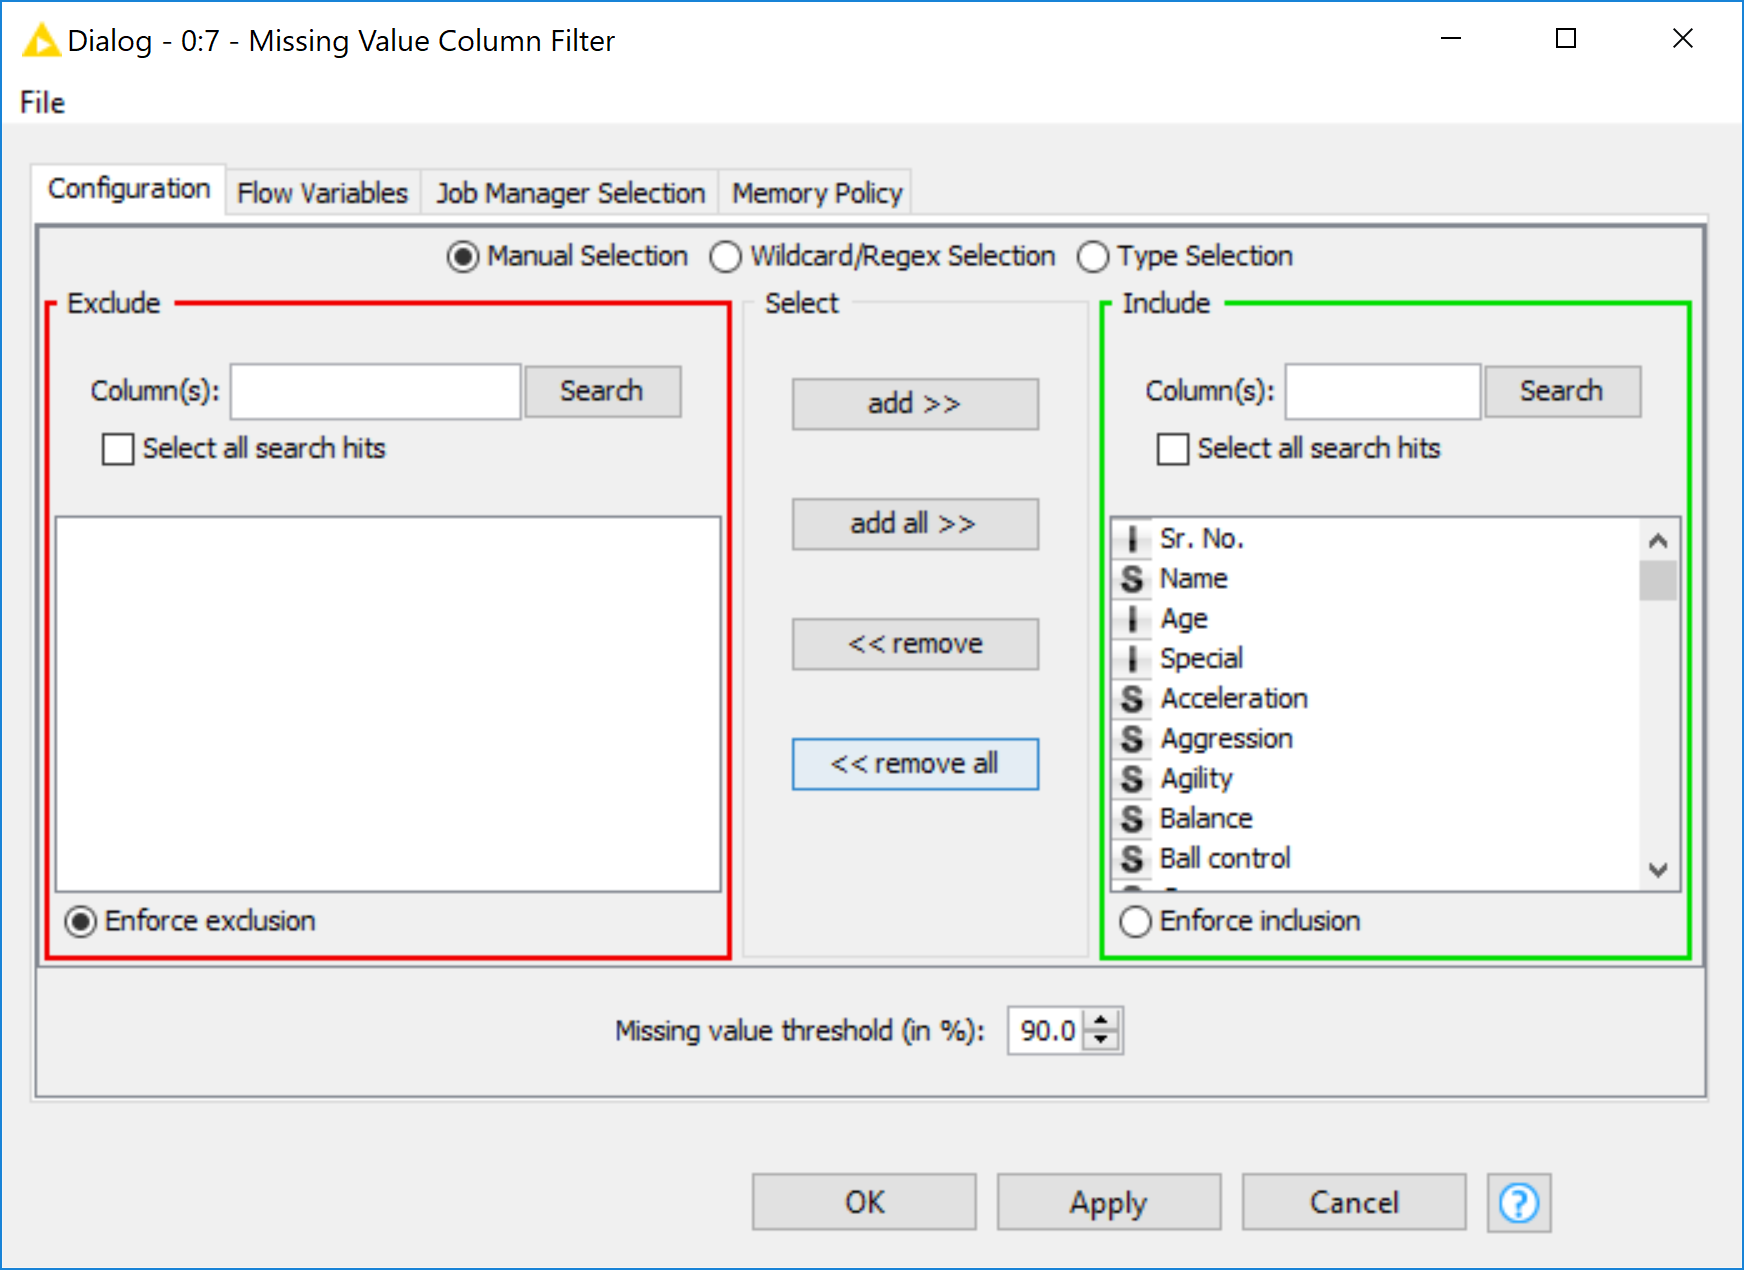 Dialog - 0:7 - Missing Value Column Filter
File
Configuration Flow Variables Job Manager Selection Memory Policy
Manual Selection Wildcard/Regex Selection Type Selection
Exclude
Column(s): Search
Select all search hits
Enforce exclusion
Select
add >>
add all >>
<< remove
<< remove all
Include
Column(s): Search
Select all search hits
I Sr. No.
S Name
I Age
I Special
S Acceleration
S Aggression
S Agility
S Balance
S Ball control
Enforce inclusion
Missing value threshold (in %): 90.0
OK Apply Cancel ?